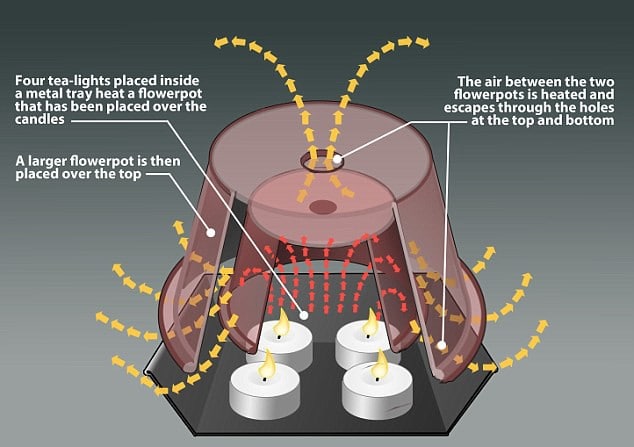 Four tea-lights placed inside
a metal tray heat a flowerpot
that has been placed over the
candles
A larger flowerpot is then
placed over the top
The air between the two
flowerpots is heated and
escapes through the holes
at the top and bottom